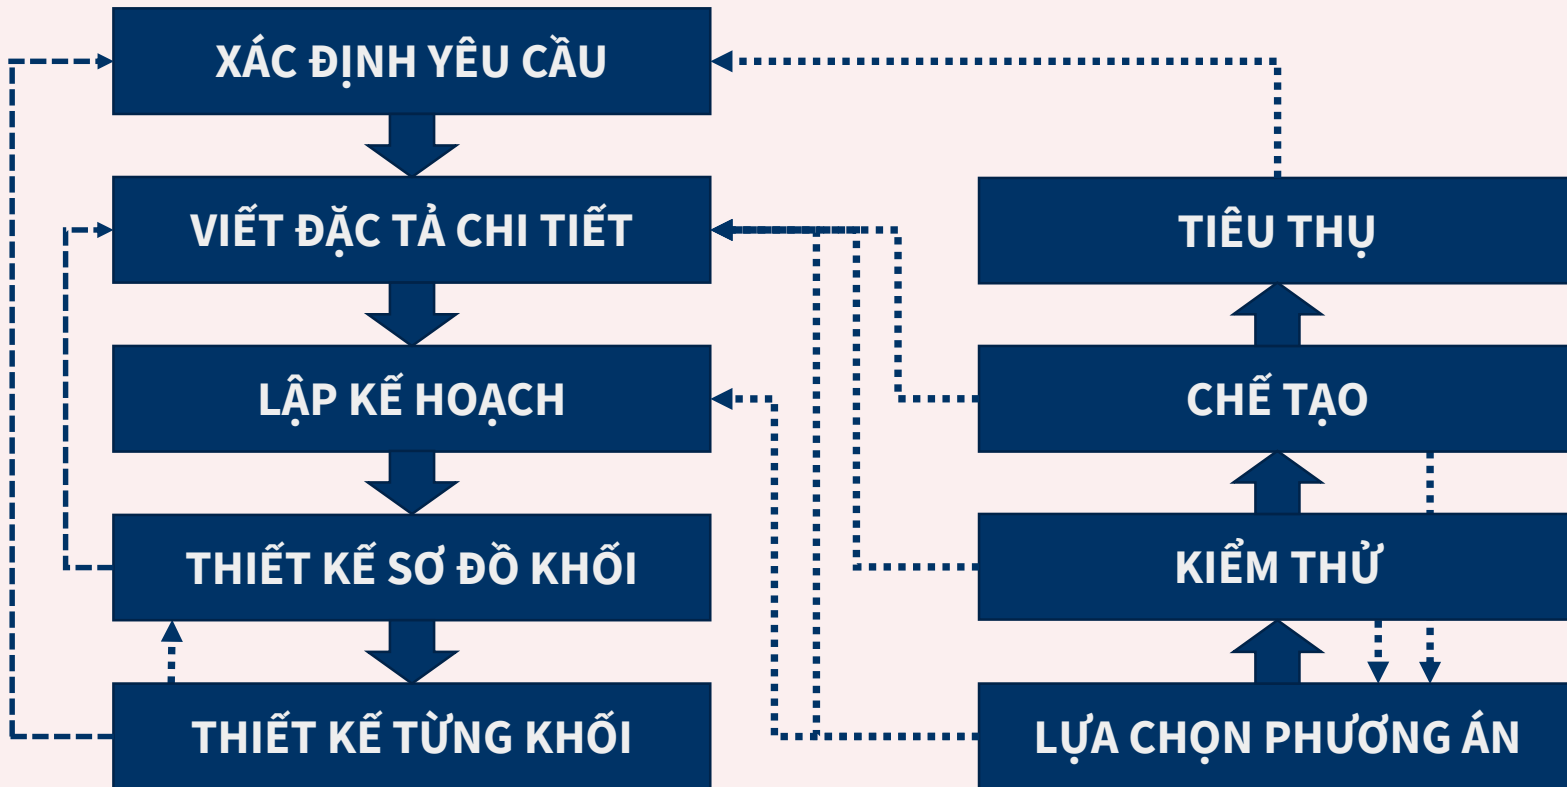 XÁC ĐỊNH YÊU CẦU
VIẾT ĐẶC TẢ CHI TIẾT
LẬP KẾ HOẠCH
THIẾT KẾ SƠ ĐỒ KHỐI
THIẾT KẾ TỪNG KHỐI
TIÊU THỤ
CHẾ TẠO
KIỂM THỬ
LỰA CHỌN PHƯƠNG ÁN